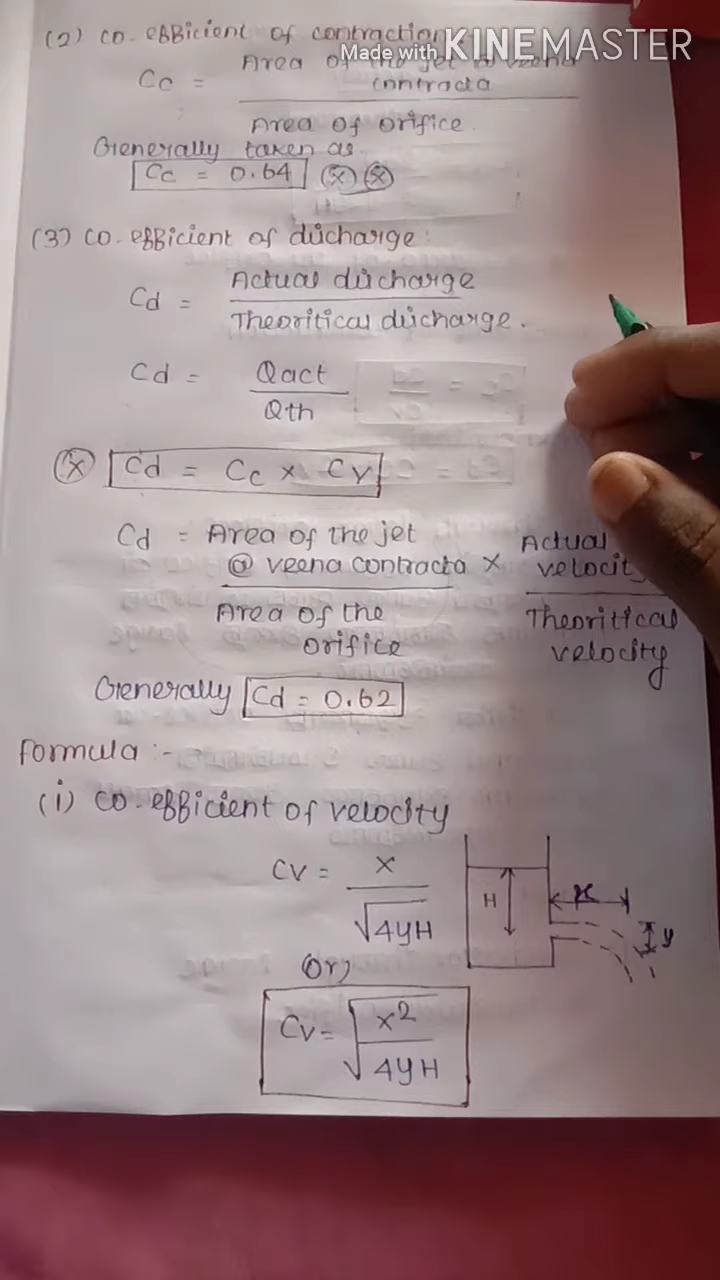 (2) co-efficient of contraction
Made with KINEMASTER
Cc = Area of the jet @ veena contracta
Area of orifice.
Generally taken as
Cc = 0.64
(3) co-efficient of discharge:
Cd = Actual discharge
Theoritical discharge.
Cd = Qact
Qth
Cd = Cc × CV
Cd = Area of the jet @ veena contracta × Actual velocit
Area of the orifice
Theoritical velocity
Generally Cd = 0.62
Formula :-
(i) co-efficient of velocity
CV = x
√4yH
(or)
CV = √x²
4yH
H
x
y